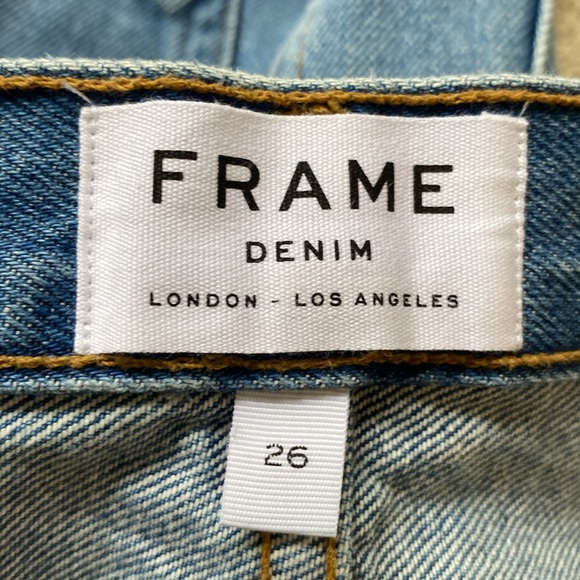 FRAME
DENIM
LONDON - LOS ANGELES
26